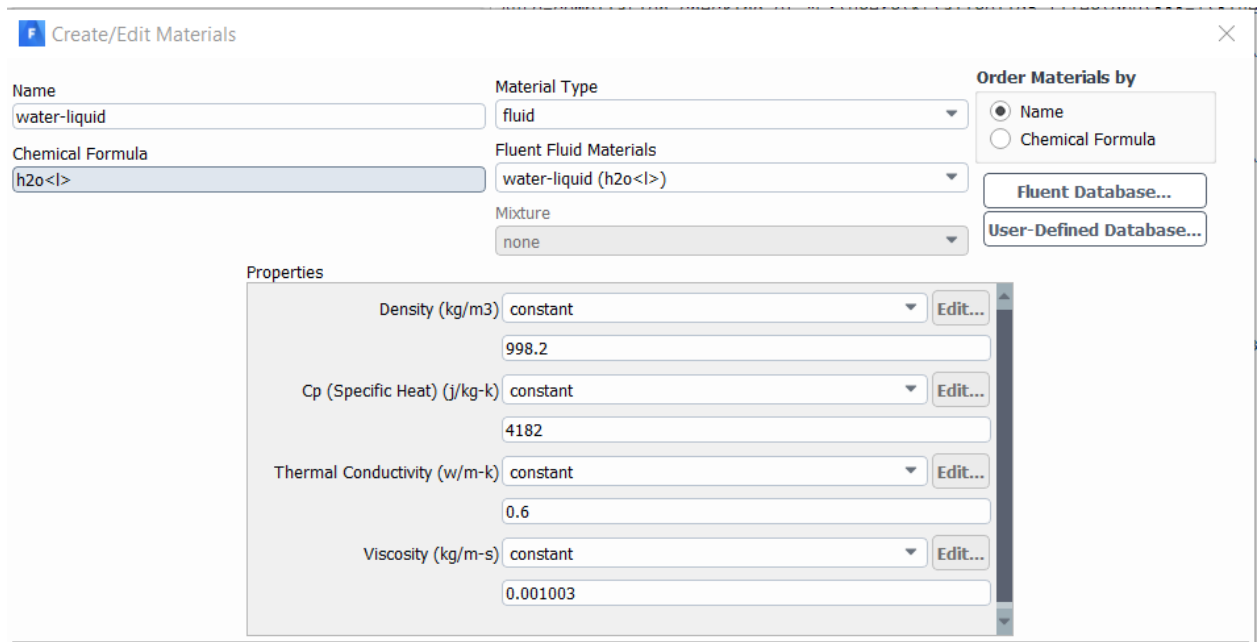 Create/Edit Materials
Name
water-liquid
Chemical Formula
h2o<l>
Material Type
fluid
Fluent Fluid Materials
water-liquid (h2o<l>)
Mixture
none
Order Materials by
Name
Chemical Formula
Fluent Database...
User-Defined Database...
Properties
Density (kg/m3) constant Edit...
998.2
Cp (Specific Heat) (j/kg-k) constant Edit...
4182
Thermal Conductivity (w/m-k) constant Edit...
0.6
Viscosity (kg/m-s) constant Edit...
0.001003